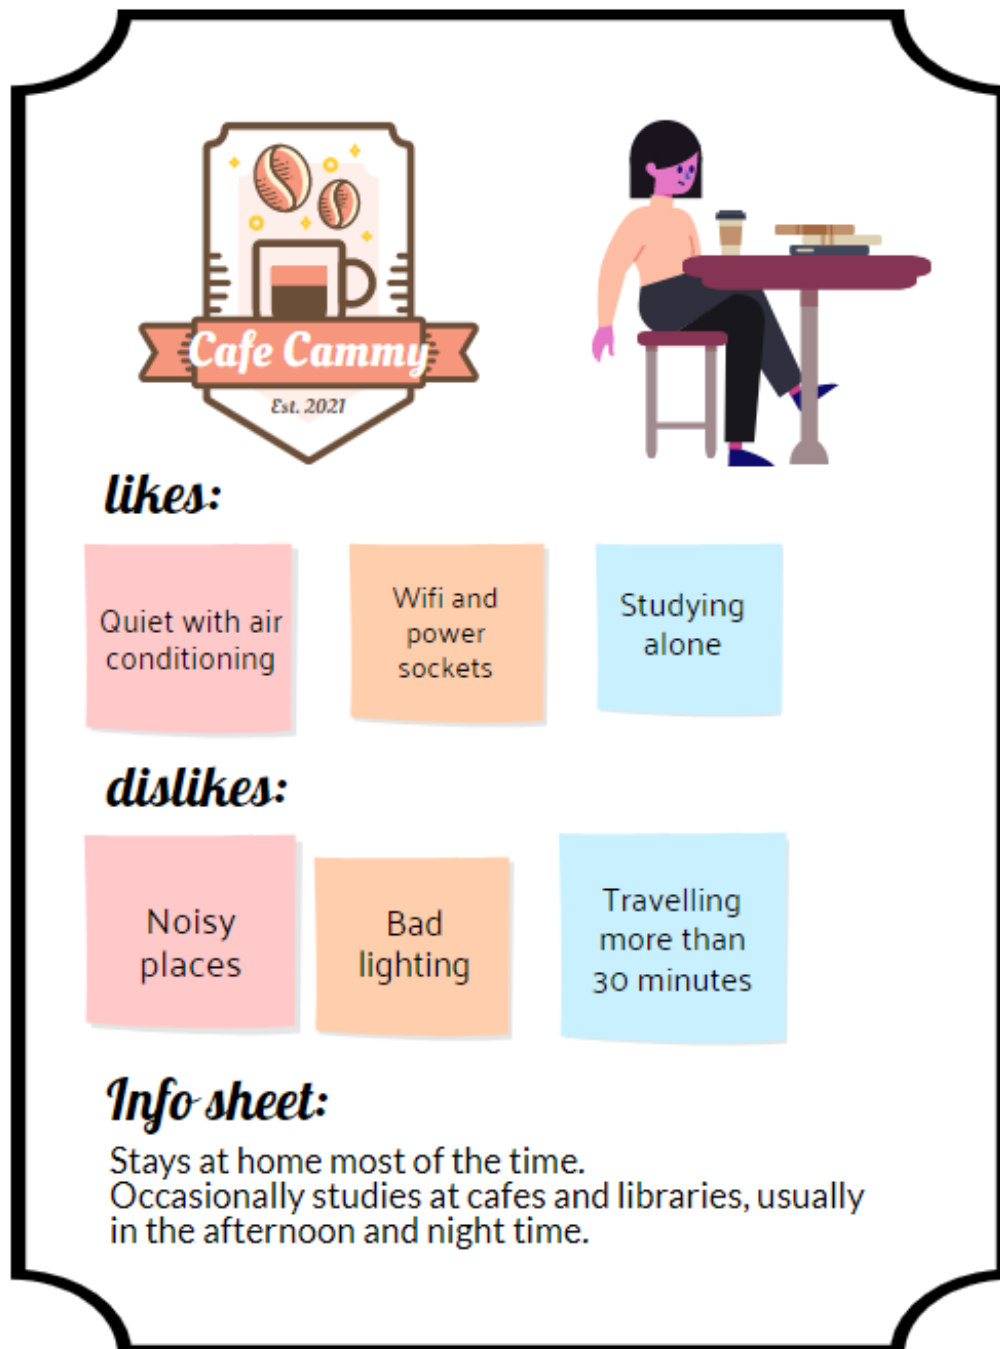 Cafe Cammy
Est. 2021
likes:
Quiet with air
conditioning
Wifi and
power
sockets
Studying
alone
dislikes:
Noisy
places
Bad
lighting
Travelling
more than
30 minutes
Info sheet:
Stays at home most of the time.
Occasionally studies at cafes and libraries, usually
in the afternoon and night time.